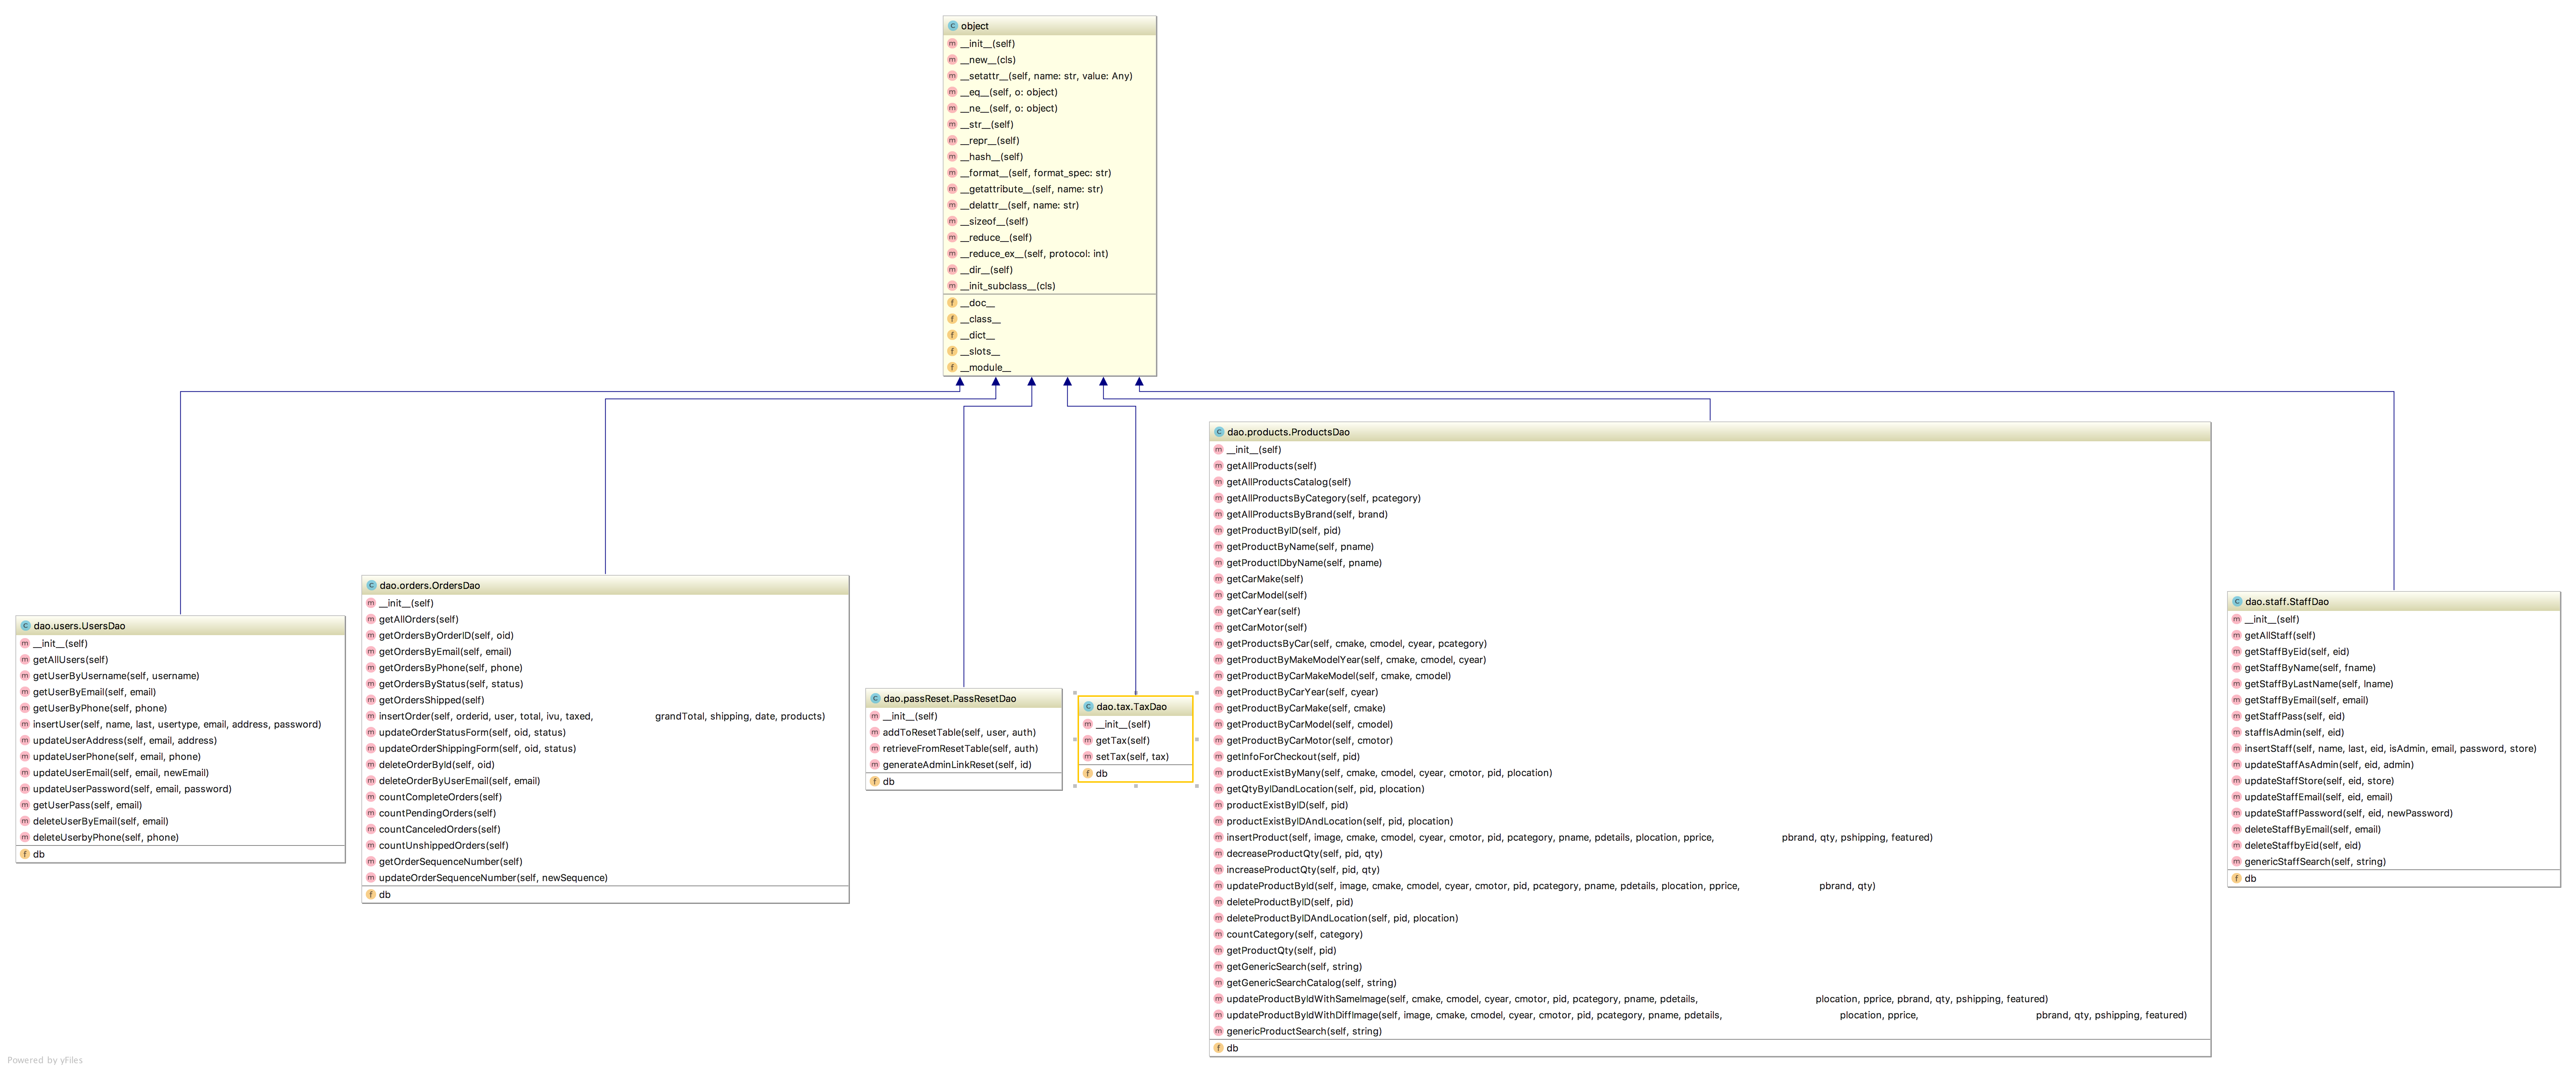 object
__init__(self)
__new__(cls)
__setattr__(self, name: str, value: Any)
__eq__(self, o: object)
__ne__(self, o: object)
__str__(self)
__repr__(self)
__hash__(self)
__format__(self, format_spec: str)
__getattribute__(self, name: str)
__delattr__(self, name: str)
__sizeof__(self)
__reduce__(self)
__reduce_ex__(self, protocol: int)
__dir__(self)
__init_subclass__(cls)
__doc__
__class__
__dict__
__slots__
__module__
dao.users.UsersDao
__init__(self)
getAllUsers(self)
getUserByUsername(self, username)
getUserByEmail(self, email)
getUserByPhone(self, phone)
insertUser(self, name, last, usertype, email, address, password)
updateUserAddress(self, email, address)
updateUserPhone(self, email, phone)
updateUserEmail(self, email, newEmail)
updateUserPassword(self, email, password)
getUserPass(self, email)
deleteUserByEmail(self, email)
deleteUserbyPhone(self, phone)
db
dao.orders.OrdersDao
__init__(self)
getAllOrders(self)
getOrdersByOrderID(self, oid)
getOrdersByEmail(self, email)
getOrdersByPhone(self, phone)
getOrdersByStatus(self, status)
getOrdersShipped(self)
insertOrder(self, orderid, user, total, ivu, taxed, grandTotal, shipping, date, products)
updateOrderStatusForm(self, oid, status)
updateOrderShippingForm(self, oid, status)
deleteOrderById(self, oid)
deleteOrderByUserEmail(self, email)
countCompleteOrders(self)
countPendingOrders(self)
countCanceledOrders(self)
countUnshippedOrders(self)
getOrderSequenceNumber(self)
updateOrderSequenceNumber(self, newSequence)
db
dao.passReset.PassResetDao
__init__(self)
addToResetTable(self, user, auth)
retrieveFromResetTable(self, auth)
generateAdminLinkReset(self, id)
db
dao.tax.TaxDao
__init__(self)
getTax(self)
setTax(self, tax)
db
dao.products.ProductsDao
__init__(self)
getAllProducts(self)
getAllProductsCatalog(self)
getAllProductsByCategory(self, pcategory)
getAllProductsByBrand(self, brand)
getProductByID(self, pid)
getProductByName(self, pname)
getProductIDbyName(self, pname)
getCarMake(self)
getCarModel(self)
getCarYear(self)
getCarMotor(self)
getProductsByCar(self, cmake, cmodel, cyear, pcategory)
getProductByMakeModelYear(self, cmake, cmodel, cyear)
getProductByCarMakeModel(self, cmake, cmodel)
getProductByCarYear(self, cyear)
getProductByCarMake(self, cmake)
getProductByCarModel(self, cmodel)
getProductByCarMotor(self, cmotor)
getInfoForCheckout(self, pid)
productExistByMany(self, cmake, cmodel, cyear, cmotor, pid, plocation)
getQtyByIDandLocation(self, pid, plocation)
productExistByID(self, pid)
productExistByIDAndLocation(self, pid, plocation)
insertProduct(self, image, cmake, cmodel, cyear, cmotor, pid, pcategory, pname, pdetails, plocation, pprice, pbrand, qty, pshipping, featured)
decreaseProductQty(self, pid, qty)
increaseProductQty(self, pid, qty)
updateProductById(self, image, cmake, cmodel, cyear, cmotor, pid, pcategory, pname, pdetails, plocation, pprice, pbrand, qty)
deleteProductByID(self, pid)
deleteProductByIDAndLocation(self, pid, plocation)
countCategory(self, category)
getProductQty(self, pid)
getGenericSearch(self, string)
getGenericSearchCatalog(self, string)
updateProductByIdWithSameImage(self, cmake, cmodel, cyear, cmotor, pid, pcategory, pname, pdetails, plocation, pprice, pbrand, qty, pshipping, featured)
updateProductByIdWithDiffImage(self, image, cmake, cmodel, cyear, cmotor, pid, pcategory, pname, pdetails, plocation, pprice, pbrand, qty, pshipping, featured)
genericProductSearch(self, string)
db
dao.staff.StaffDao
__init__(self)
getAllStaff(self)
getStaffByEid(self, eid)
getStaffByName(self, fname)
getStaffByLastName(self, lname)
getStaffByEmail(self, email)
getStaffPass(self, eid)
staffIsAdmin(self, eid)
insertStaff(self, name, last, eid, isAdmin, email, password, store)
updateStaffAsAdmin(self, eid, admin)
updateStaffStore(self, eid, store)
updateStaffEmail(self, eid, email)
updateStaffPassword(self, eid, newPassword)
deleteStaffByEmail(self, email)
deleteStaffbyEid(self, eid)
genericStaffSearch(self, string)
db
Powered by yFiles